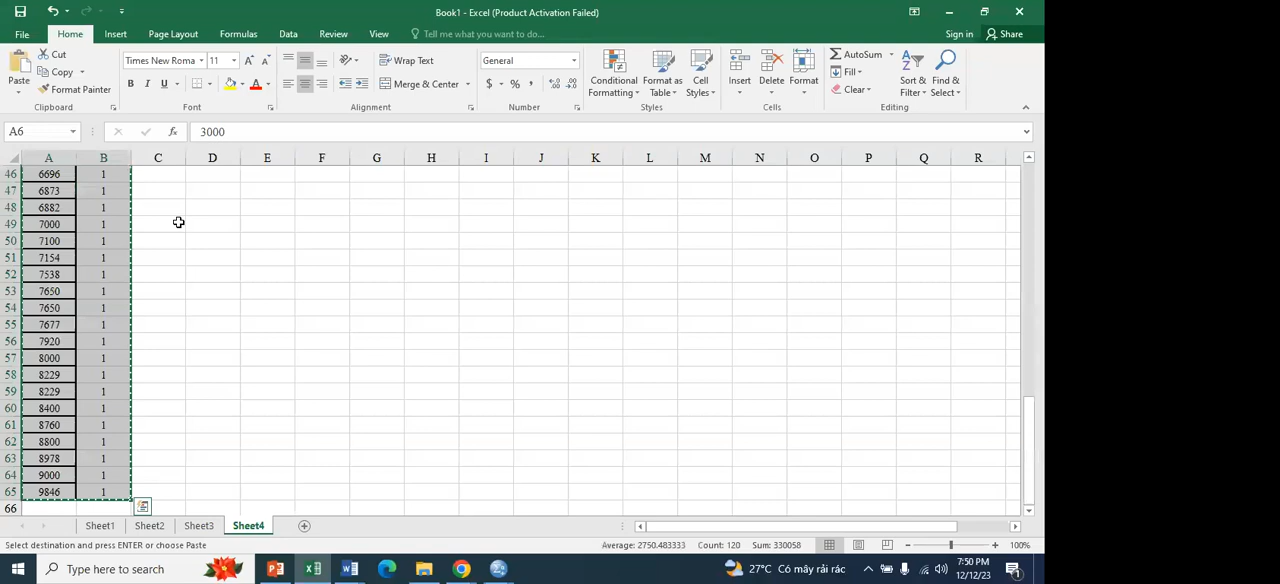 Book1 - Excel (Product Activation Failed)
File Home Insert Page Layout Formulas Data Review View Tell me what you want to do... Sign in Share
Paste Cut Copy Format Painter
Clipboard
Times New Roma 11
B I U
Font
Wrap Text
Merge & Center
Alignment
General
$ % ,
Number
Conditional Formatting Format as Table Cell Styles
Styles
Insert Delete Format
Cells
AutoSum Fill Clear
Sort & Filter Find & Select
Editing
A6 fx 3000
A B C D E F G H I J K L M N O P Q R
46 6696 1
47 6873 1
48 6882 1
49 7000 1
50 7100 1
51 7154 1
52 7538 1
53 7650 1
54 7650 1
55 7677 1
56 7920 1
57 8000 1
58 8229 1
59 8229 1
60 8400 1
61 8760 1
62 8800 1
63 8978 1
64 9000 1
65 9846 1
66
Sheet1 Sheet2 Sheet3 Sheet4
Select destination and press ENTER or choose Paste Average: 2750.483333 Count: 120 Sum: 330058 100%
Type here to search 27°C Có mây rải rác 7:50 PM
12/12/23